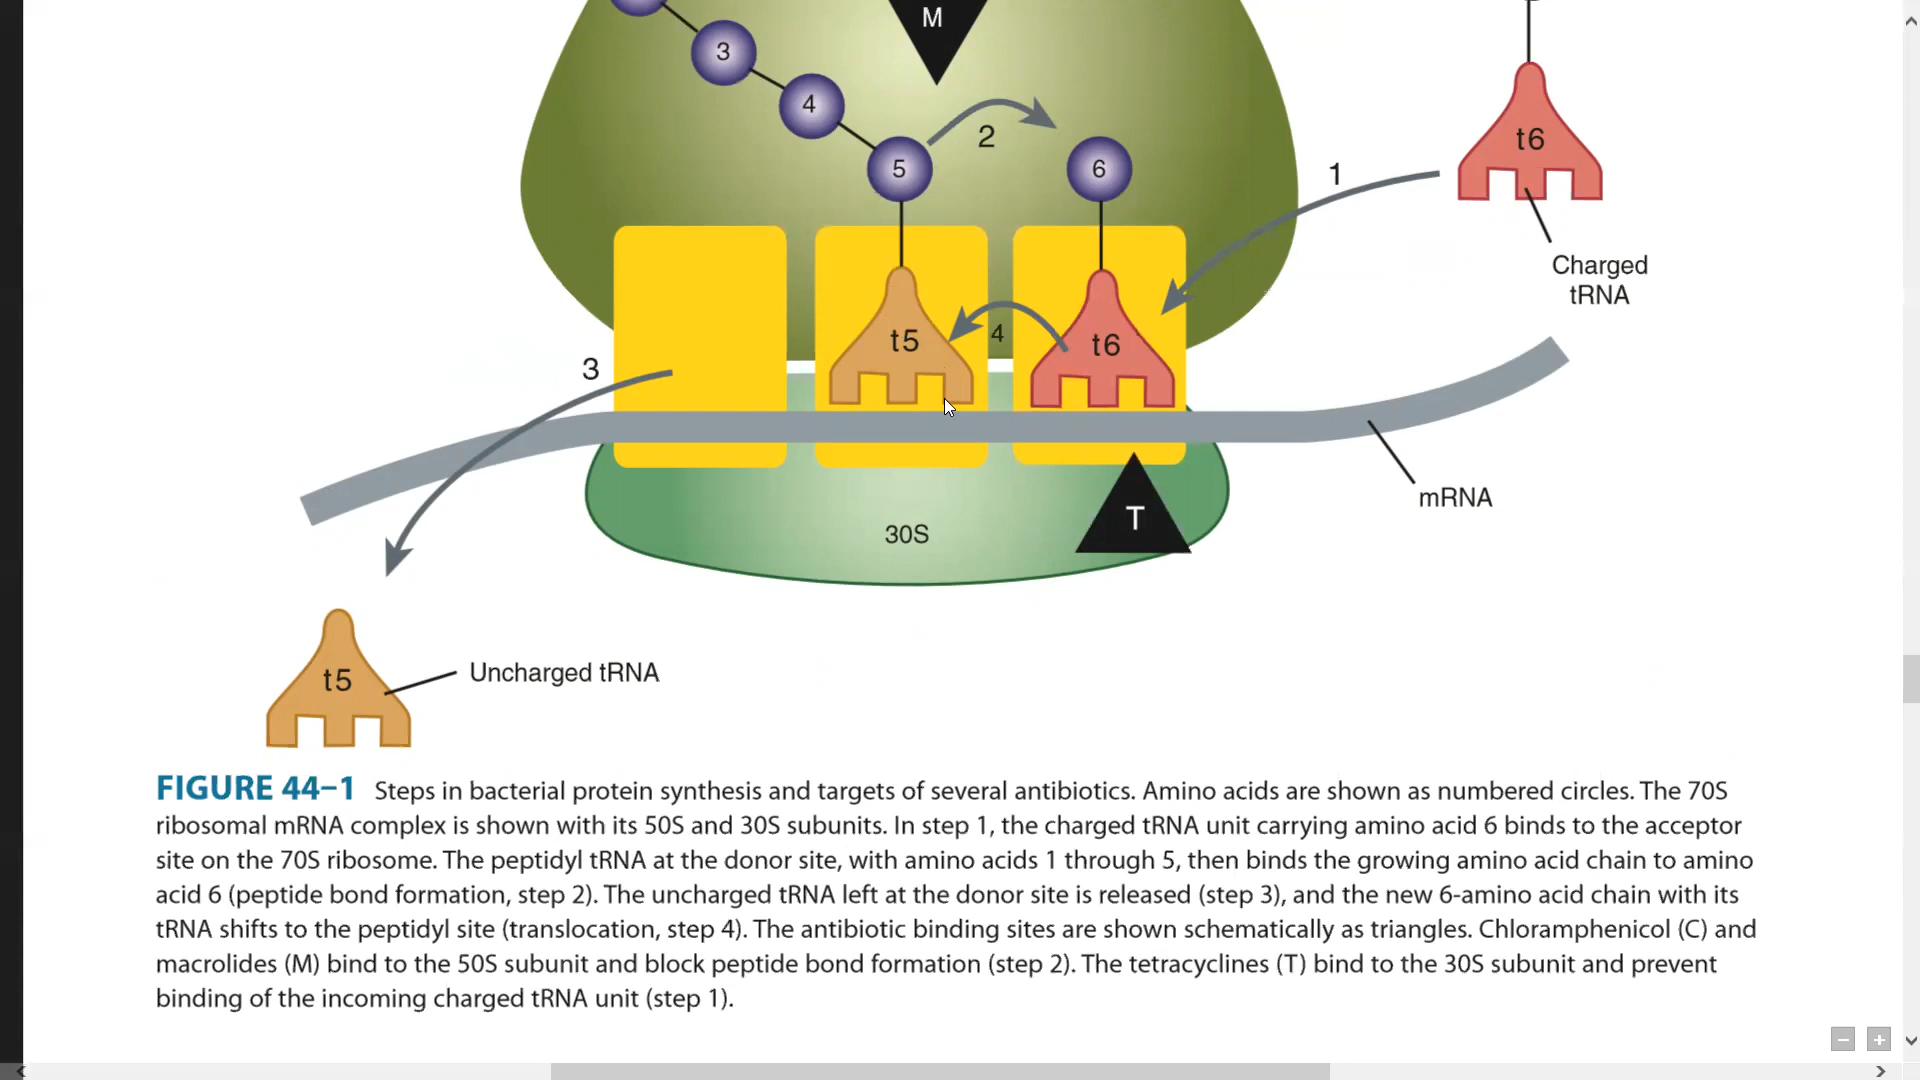 M
3
4
2
5
6
1
t6
Charged
tRNA
t5
4
t6
3
mRNA
T
30S
t5
Uncharged tRNA
FIGURE 44–1 Steps in bacterial protein synthesis and targets of several antibiotics. Amino acids are shown as numbered circles. The 70S
ribosomal mRNA complex is shown with its 50S and 30S subunits. In step 1, the charged tRNA unit carrying amino acid 6 binds to the acceptor
site on the 70S ribosome. The peptidyl tRNA at the donor site, with amino acids 1 through 5, then binds the growing amino acid chain to amino
acid 6 (peptide bond formation, step 2). The uncharged tRNA left at the donor site is released (step 3), and the new 6-amino acid chain with its
tRNA shifts to the peptidyl site (translocation, step 4). The antibiotic binding sites are shown schematically as triangles. Chloramphenicol (C) and
macrolides (M) bind to the 50S subunit and block peptide bond formation (step 2). The tetracyclines (T) bind to the 30S subunit and prevent
binding of the incoming charged tRNA unit (step 1).